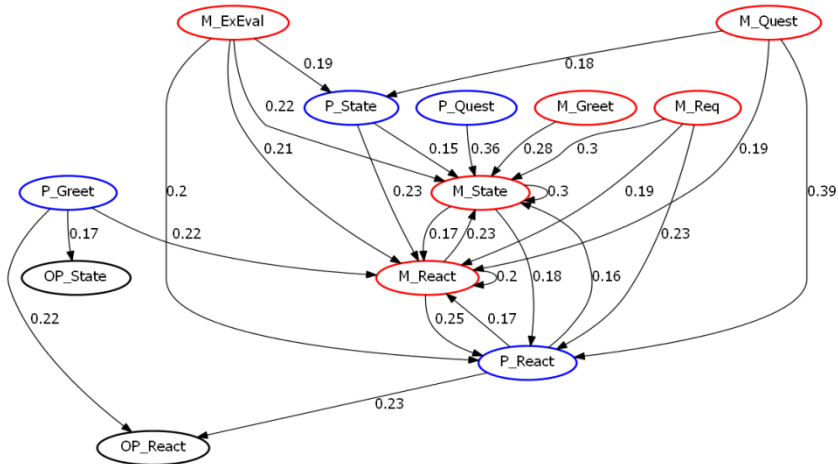 M_ExEval
M_Quest
0.19
0.18
P_State
P_Quest
M_Greet
M_Req
0.22
0.15
0.36
0.28
0.3
0.21
P_Greet
0.2
0.23
M_State
0.3
0.19
0.19
0.39
0.17
0.22
0.17
0.23
0.23
OP_State
M_React
0.2
0.18
0.16
0.22
0.25
0.17
P_React
0.23
OP_React